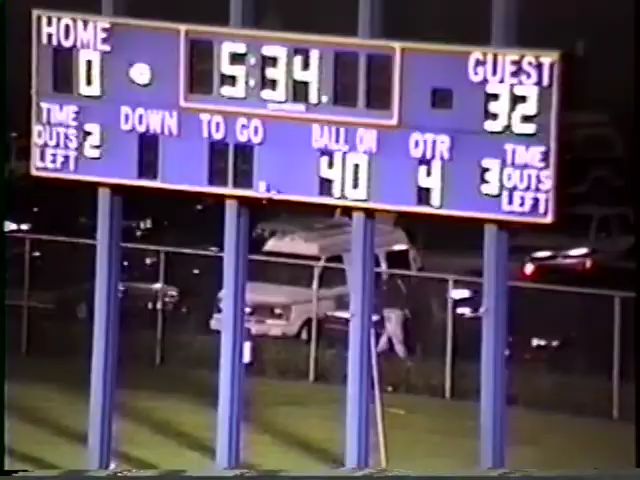 HOME 5:34 GUEST
0 32
TIME OUTS LEFT 2 DOWN TO GO BALL ON 40 QTR 4 3 TIME OUTS LEFT